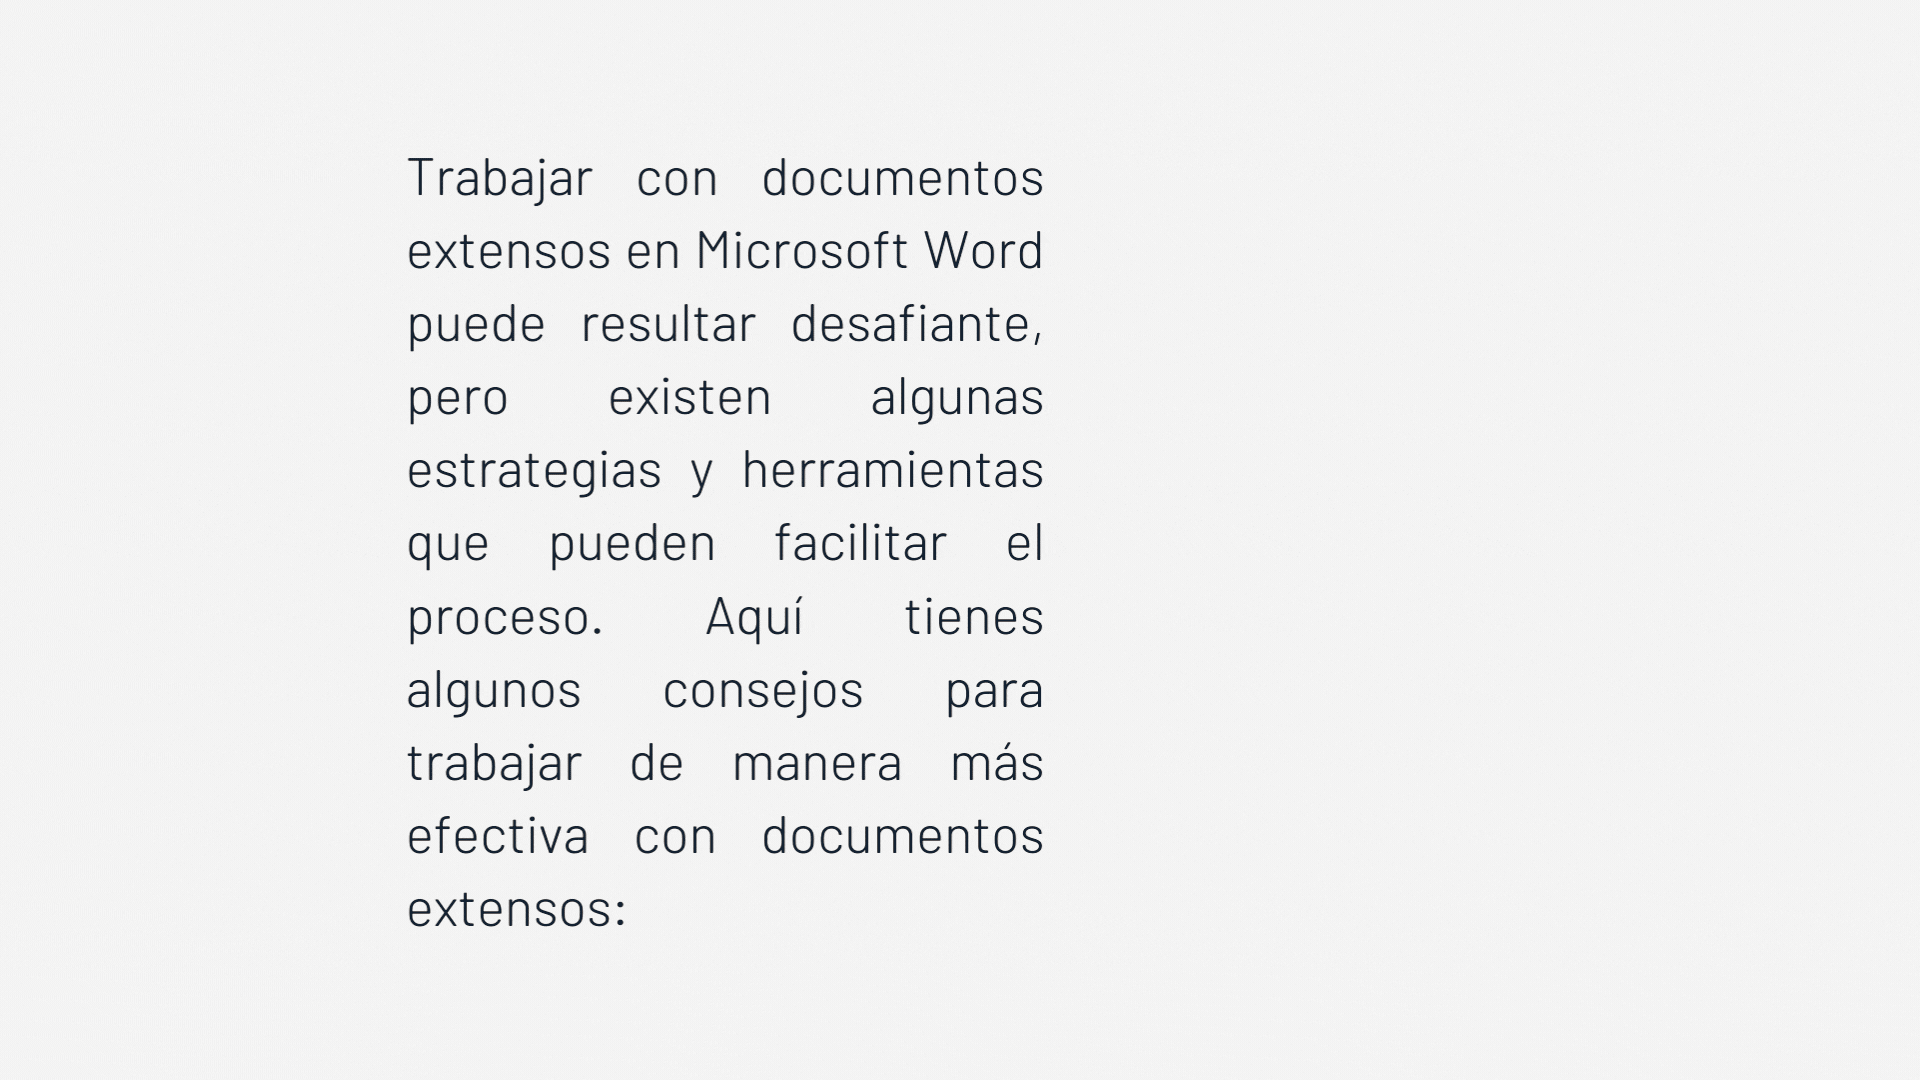 Trabajar con documentos
extensos en Microsoft Word
puede resultar desafiante,
pero existen algunas
estrategias y herramientas
que pueden facilitar el
proceso. Aquí tienes
algunos consejos para
trabajar de manera más
efectiva con documentos
extensos: